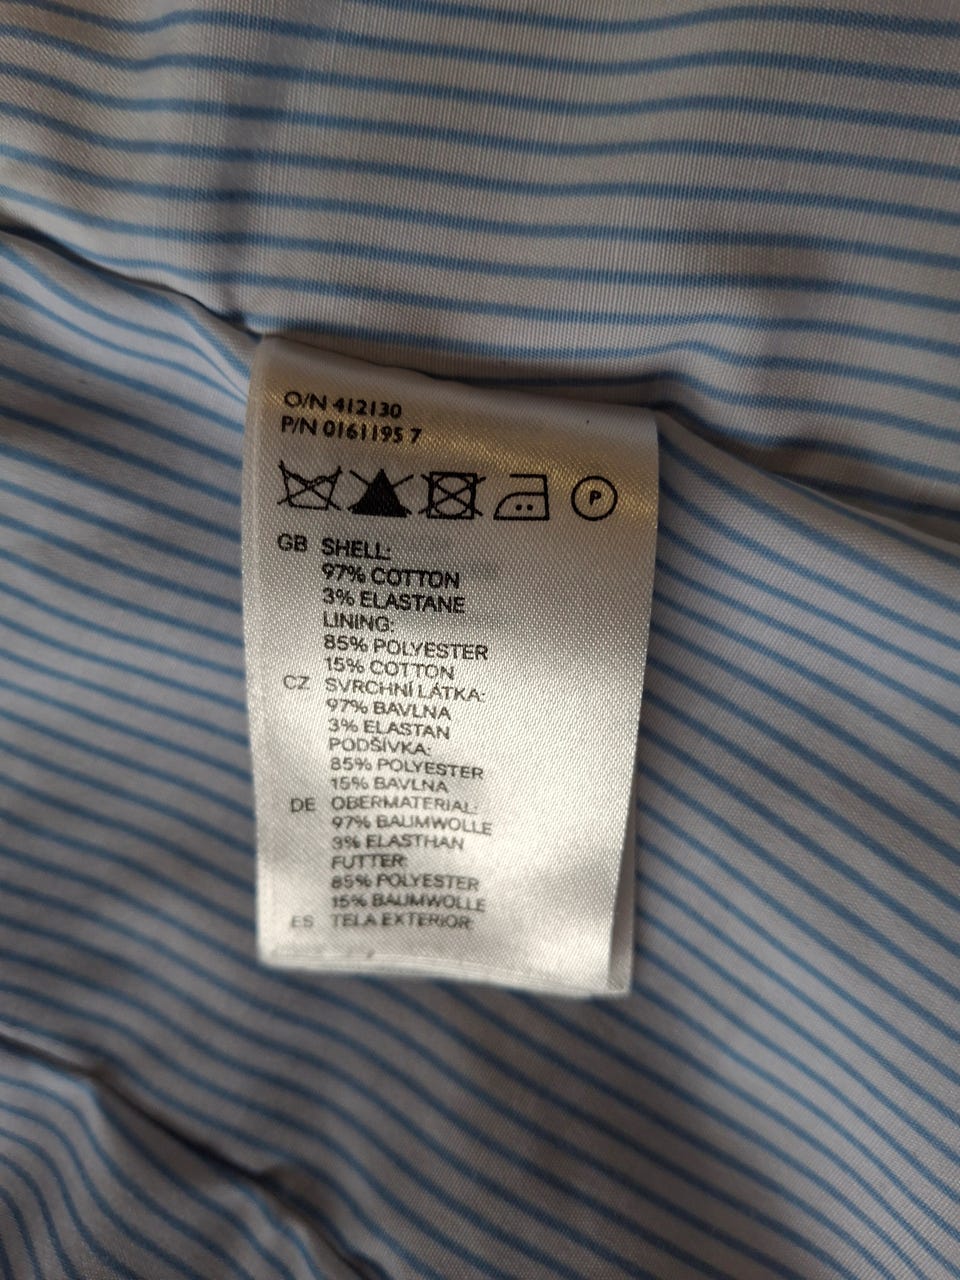 O/N 412130
P/N 0161195 7
P
GB SHELL:
97% COTTON
3% ELASTANE
LINING:
85% POLYESTER
15% COTTON
CZ SVRCHNÍ LÁTKA:
97% BAVLNA
3% ELASTAN
PODŠÍVKA:
85% POLYESTER
15% BAVLNA
DE OBERMATERIAL:
97% BAUMWOLLE
3% ELASTHAN
FUTTER:
85% POLYESTER
15% BAUMWOLLE
ES TELA EXTERIOR: